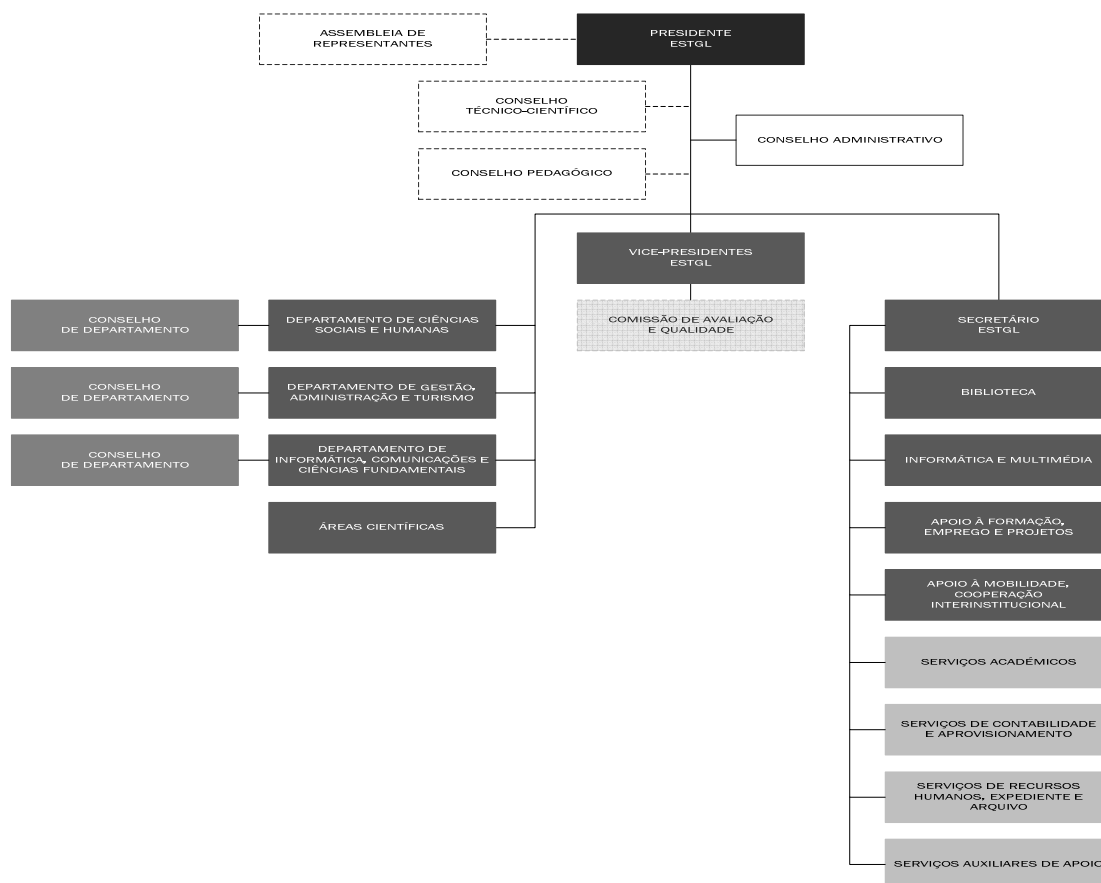 ASSEMBLEIA DE
REPRESENTANTES
PRESIDENTE
ESTGL
CONSELHO
TÉCNICO-CIENTÍFICO
CONSELHO ADMINISTRATIVO
CONSELHO PEDAGÓGICO
VICE-PRESIDENTES
ESTGL
COMISSÃO DE AVALIAÇÃO
E QUALIDADE
CONSELHO
DE DEPARTAMENTO
DEPARTAMENTO DE CIÊNCIAS
SOCIAIS E HUMANAS
CONSELHO
DE DEPARTAMENTO
DEPARTAMENTO DE GESTÃO,
ADMINISTRAÇÃO E TURISMO
CONSELHO
DE DEPARTAMENTO
DEPARTAMENTO DE
INFORMÁTICA, COMUNICAÇÕES E
CIÊNCIAS FUNDAMENTAIS
ÁREAS CIENTÍFICAS
SECRETÁRIO
ESTGL
BIBLIOTECA
INFORMÁTICA E MULTIMÉDIA
APOIO À FORMAÇÃO,
EMPREGO E PROJETOS
APOIO À MOBILIDADE,
COOPERAÇÃO
INTERINSTITUCIONAL
SERVIÇOS ACADÉMICOS
SERVIÇOS DE CONTABILIDADE
E APROVISIONAMENTO
SERVIÇOS DE RECURSOS
HUMANOS, EXPEDIENTE E
ARQUIVO
SERVIÇOS AUXILIARES DE APOIO